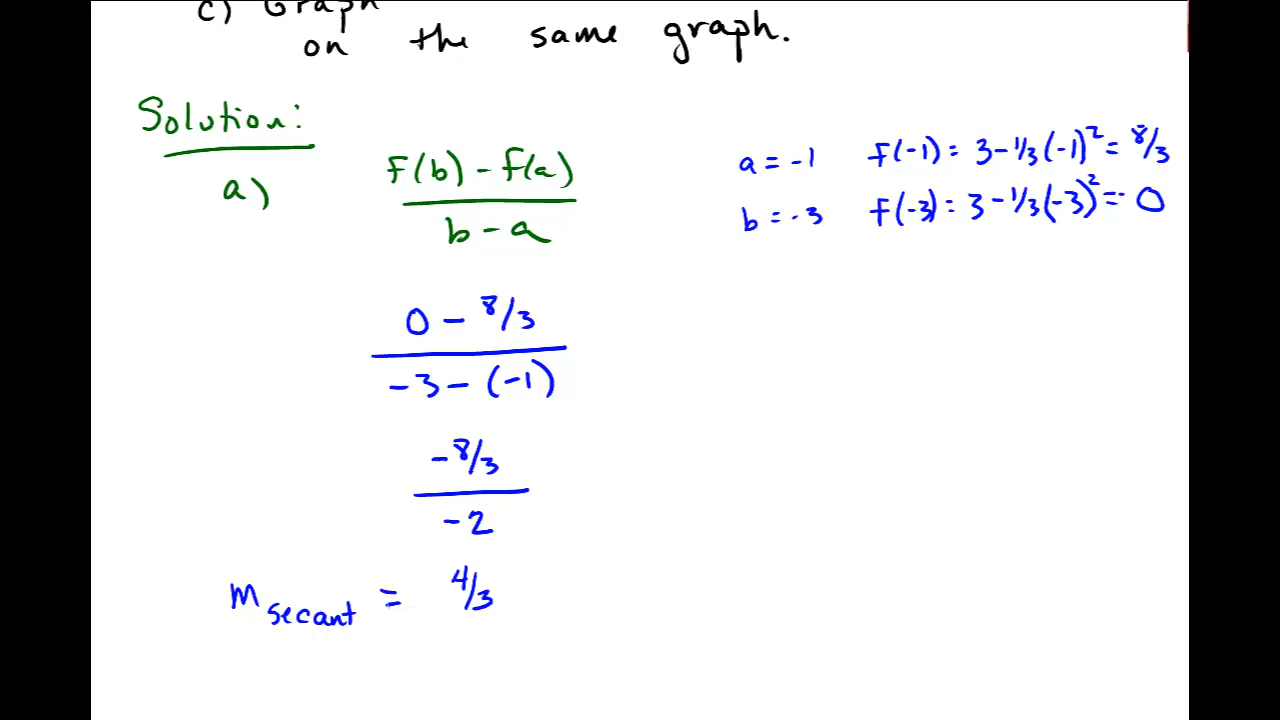 c) Graph
on the same graph.
Solution:
a)
f(b) - f(a)
b - a
a = -1 f(-1) = 3 - 1/3(-1)² = 8/3
b = -3 f(-3) = 3 - 1/3(-3)² = 0
0 - 8/3
-3 - (-1)
-8/3
-2
m secant = 4/3